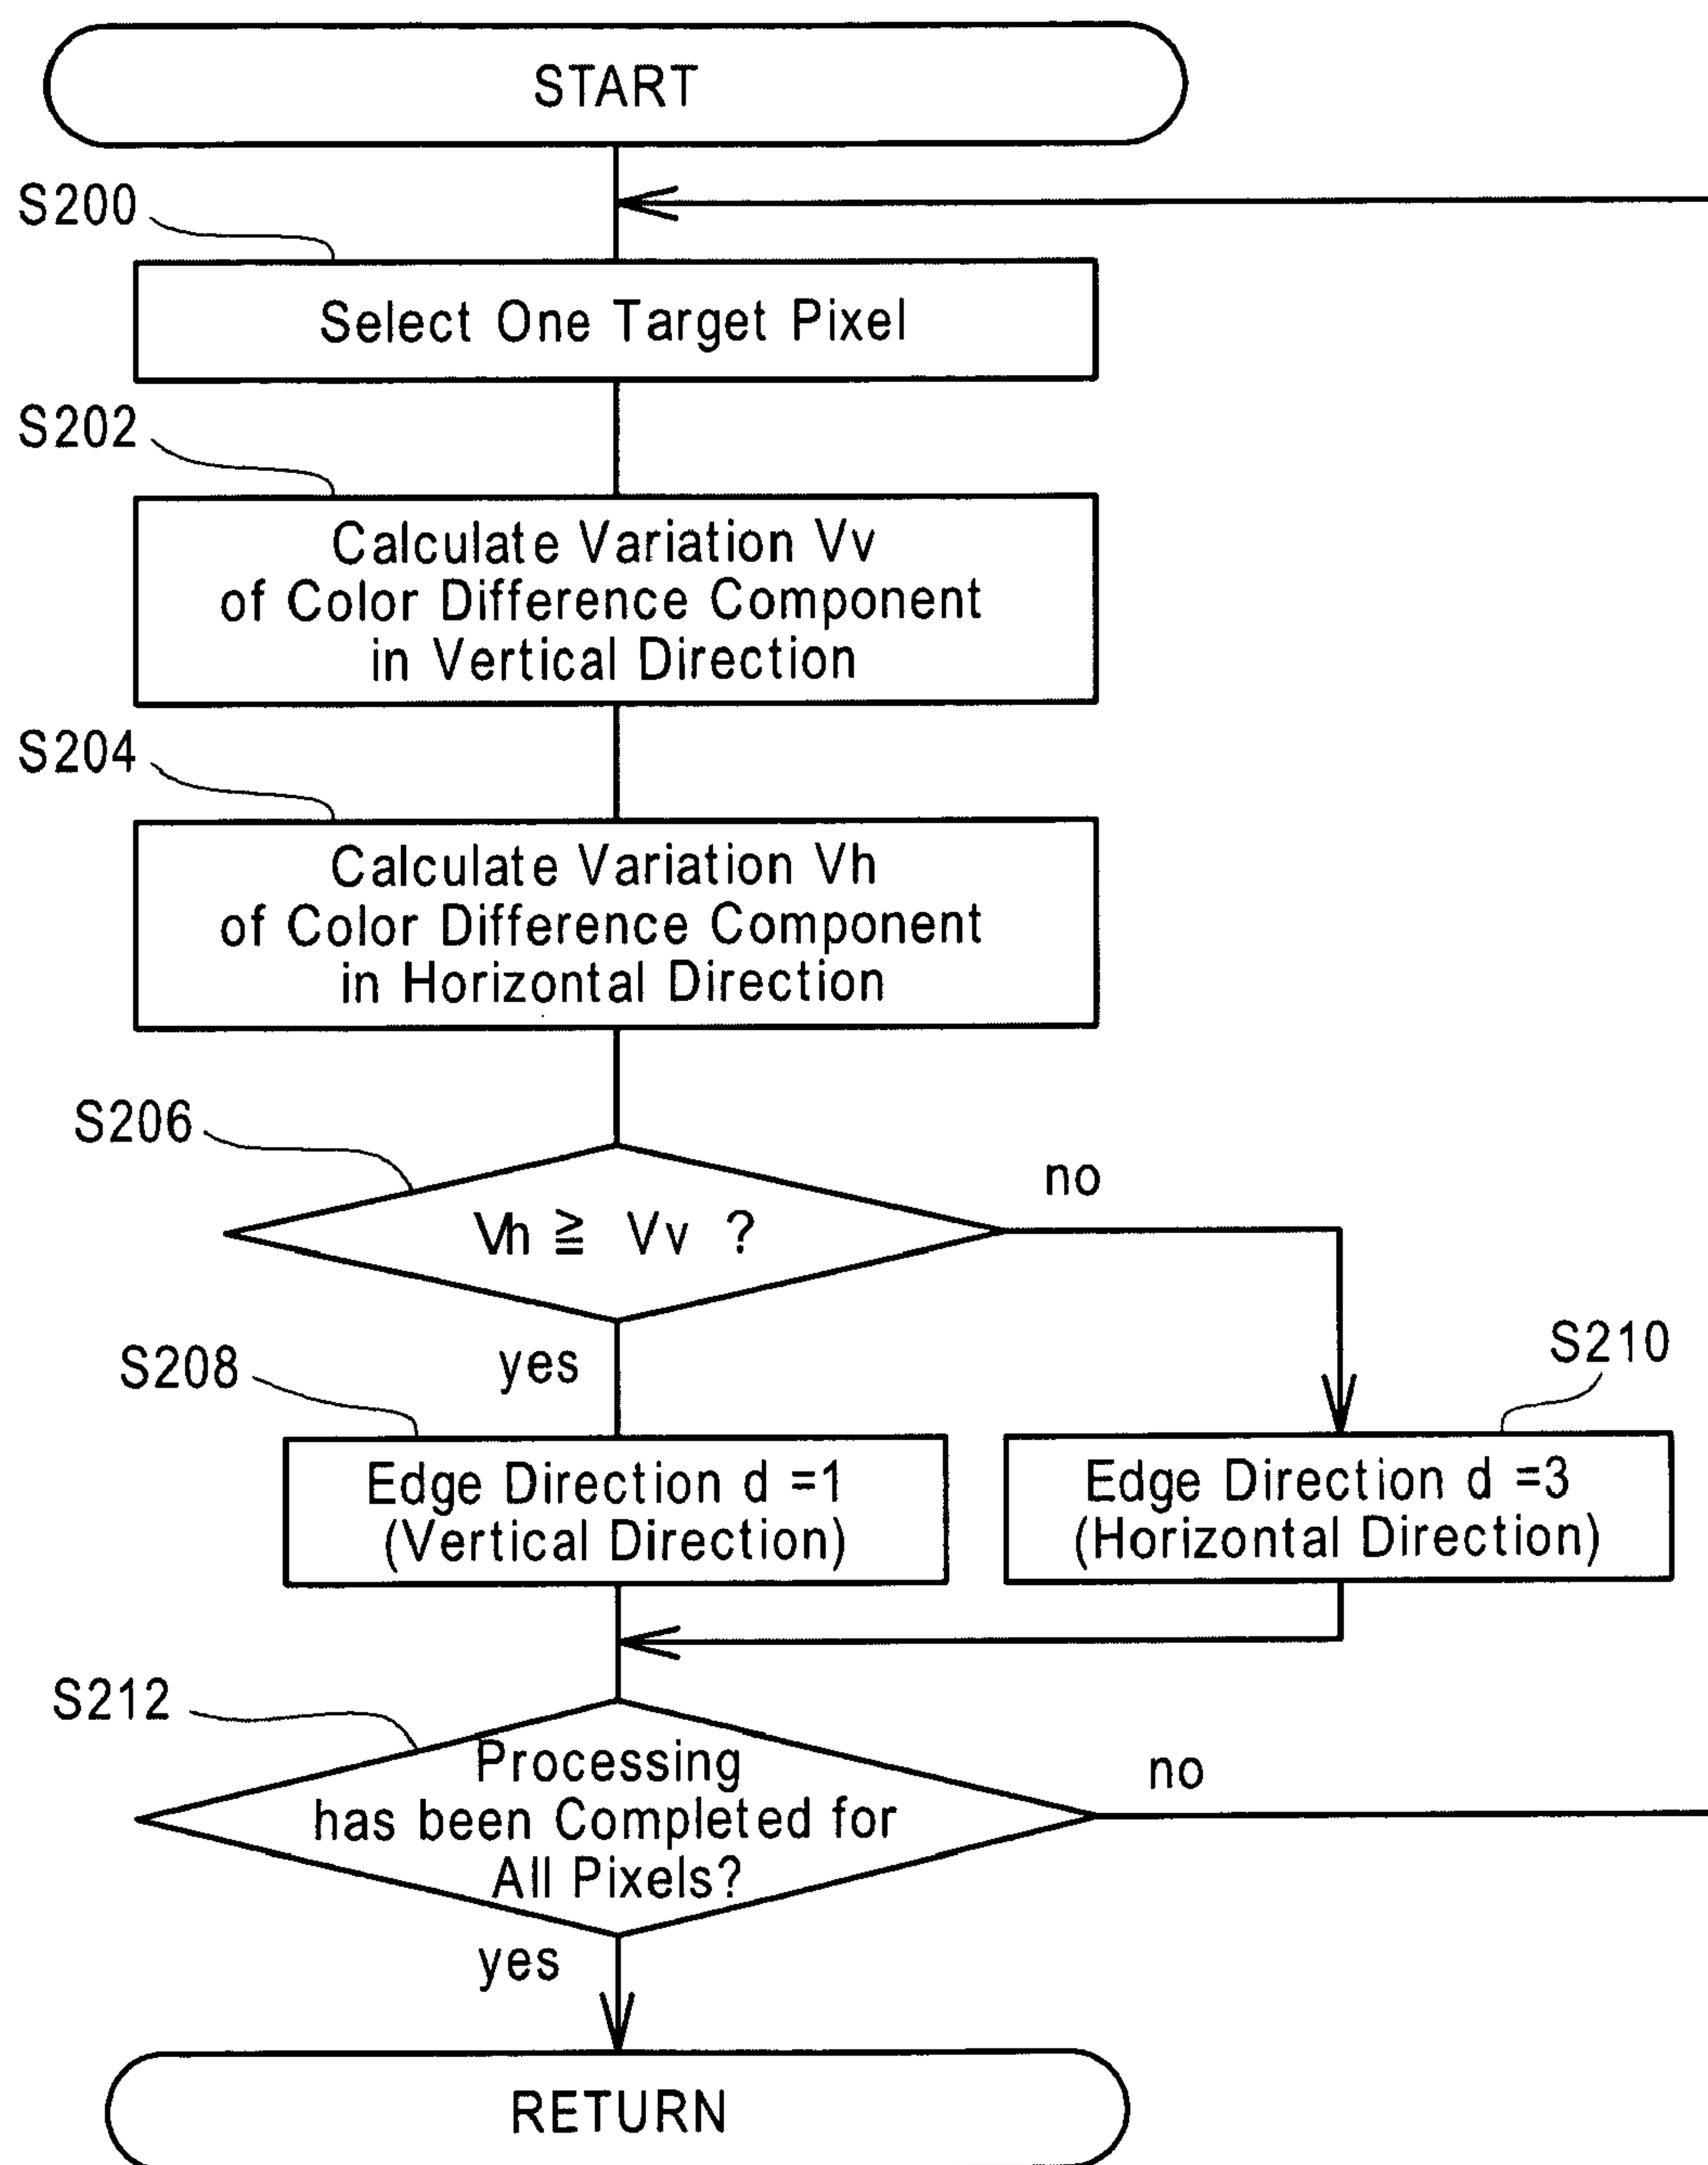 START
S200
Select One Target Pixel
S202
Calculate Variation Vv
of Color Difference Component
in Vertical Direction
S204
Calculate Variation Vh
of Color Difference Component
in Horizontal Direction
S206
no
Vh ≧ Vv ?
yes
S208
S210
Edge Direction d =1
(Vertical Direction)
Edge Direction d =3
(Horizontal Direction)
S212
Processing
has been Completed for
All Pixels?
no
yes
RETURN